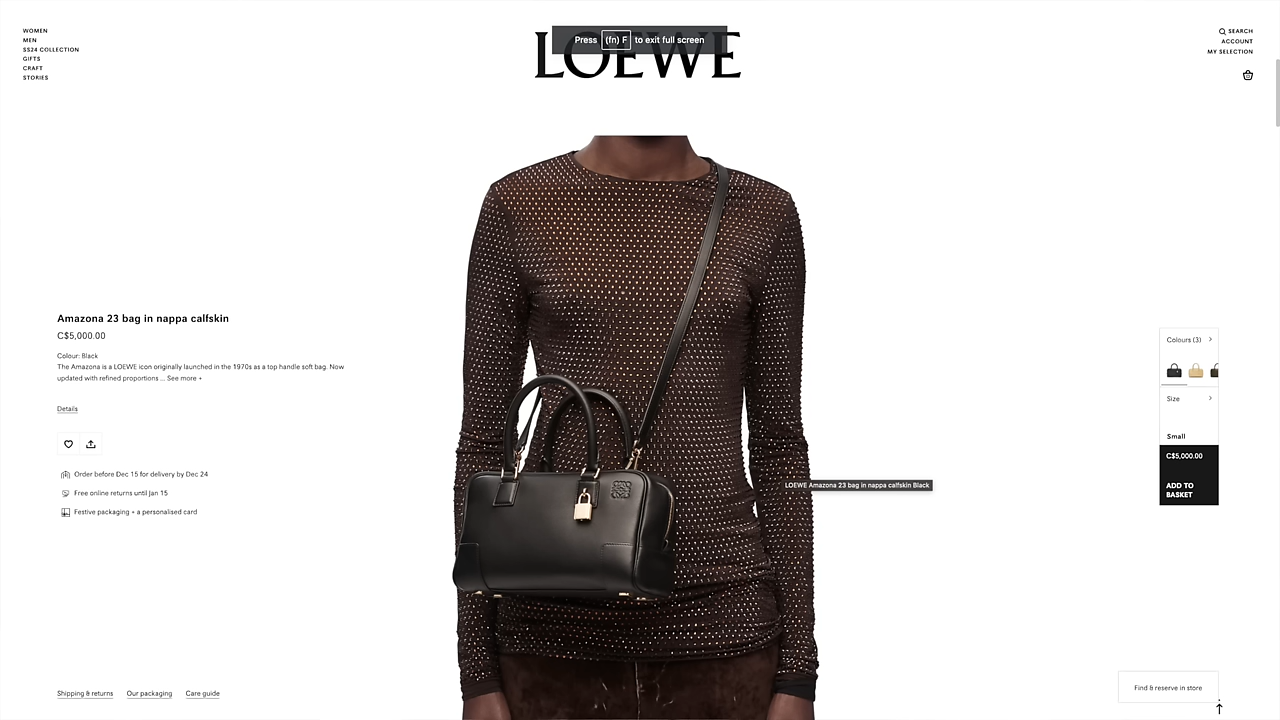 WOMEN
MEN
SS24 COLLECTION
GIFTS
CRAFT
STORIES
LOEWE
Press (fn) F to exit full screen
SEARCH
ACCOUNT
MY SELECTION
Amazona 23 bag in nappa calfskin
C$5,000.00
Colour: Black
The Amazona is a LOEWE icon originally launched in the 1970s as a top handle soft bag. Now
updated with refined proportions ... See more +
Details
Order before Dec 15 for delivery by Dec 24
Free online returns until Jan 15
Festive packaging + a personalised card
LOEWE Amazona 23 bag in nappa calfskin Black
Colours (3)
Size
Small
C$5,000.00
ADD TO
BASKET
Shipping & returns Our packaging Care guide
Find & reserve in store